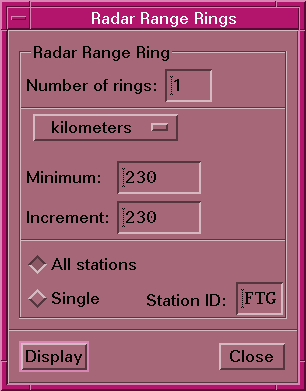 Radar Range Rings
Radar Range Ring
Number of rings: 1
kilometers
Minimum: 230
Increment: 230
All stations
Single Station ID: FTG
Display Close